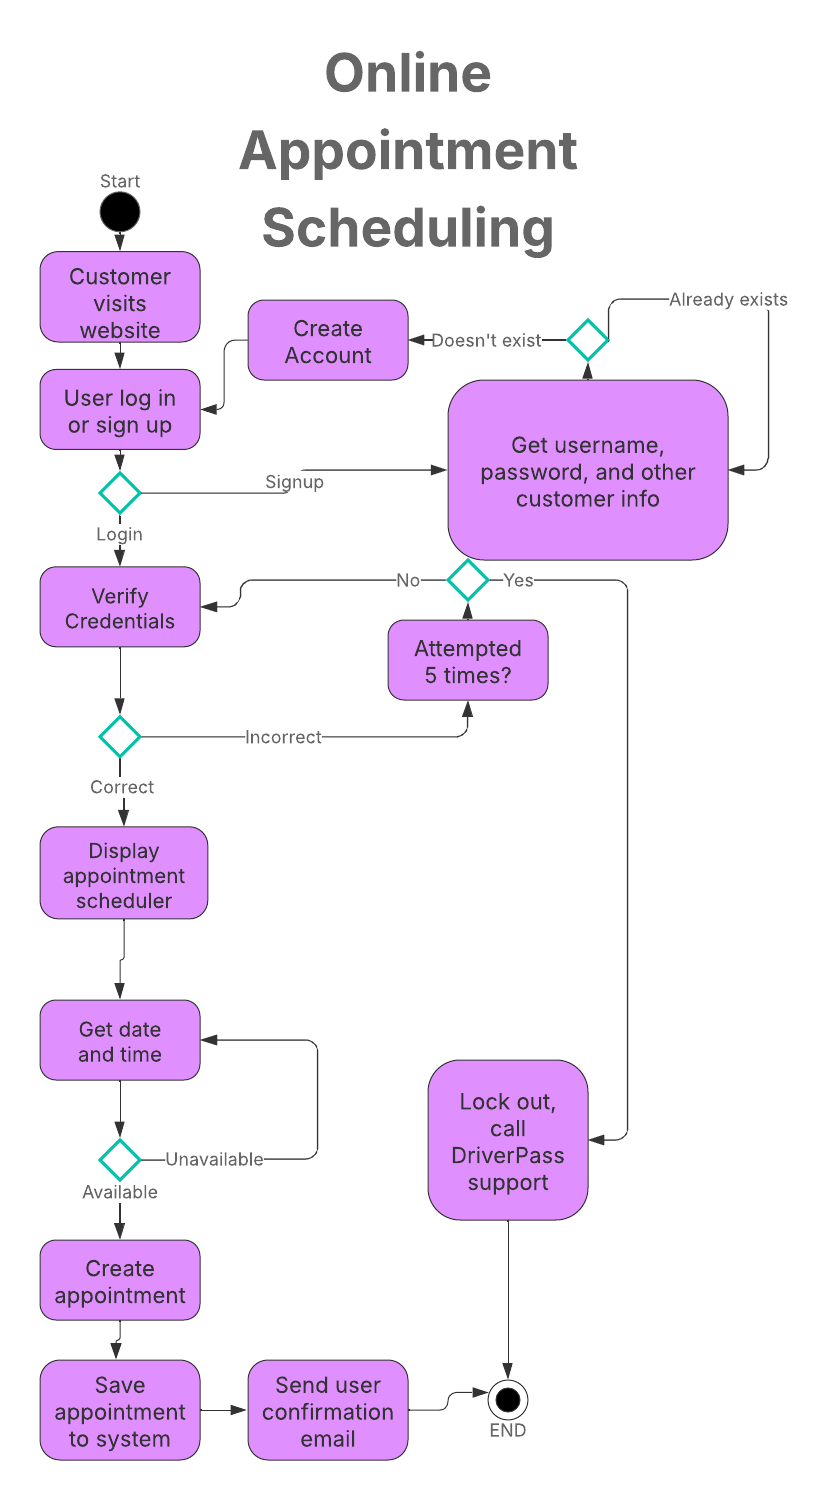 Online
Appointment
Scheduling
Start
Customer
visits
website
Already exists
Create
Account
Doesn't exist
User log in
or sign up
Get username,
password, and other
customer info
Signup
Login
No
Yes
Verify
Credentials
Attempted
5 times?
Incorrect
Correct
Display
appointment
scheduler
Get date
and time
Lock out,
call
DriverPass
support
Unavailable
Available
Create
appointment
Save
appointment
to system
Send user
confirmation
email
END